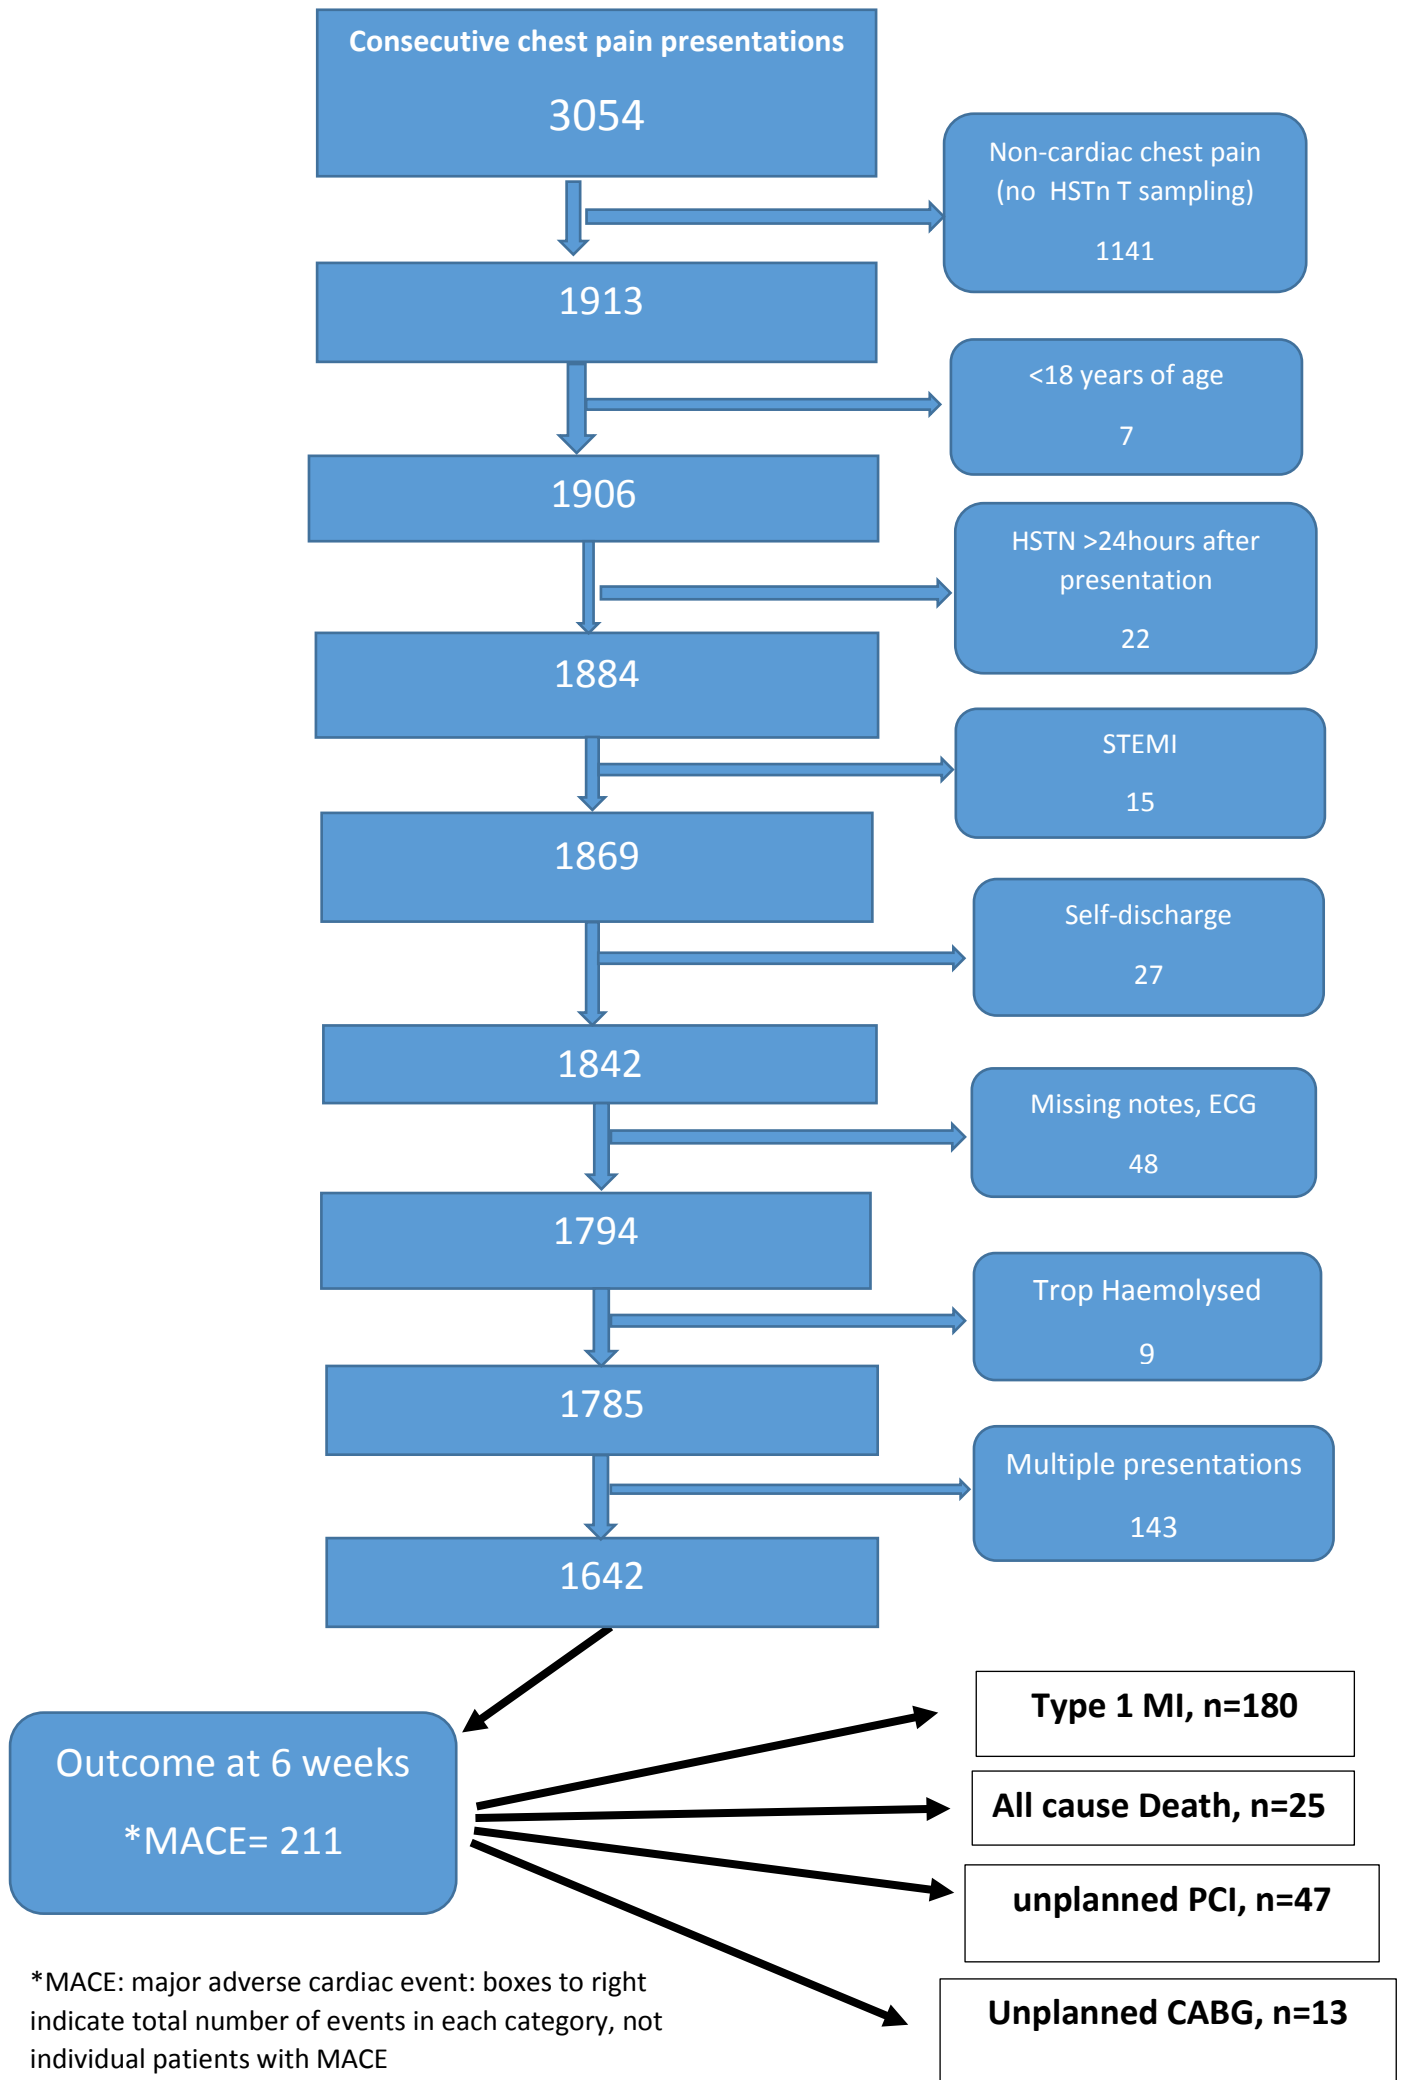 Consecutive chest pain presentations
3054
Non-cardiac chest pain
(no  HSTn T sampling)
1141
1913
<18 years of age
7
1906
HSTN >24hours after
presentation
22
1884
STEMI
15
1869
Self-discharge
27
1842
Missing notes, ECG
48
1794
Trop Haemolysed
9
1785
Multiple presentations
143
1642
Outcome at 6 weeks
*MACE= 211
Type 1 MI, n=180
All cause Death, n=25
unplanned PCI, n=47
Unplanned CABG, n=13
*MACE: major adverse cardiac event: boxes to right
indicate total number of events in each category, not
individual patients with MACE